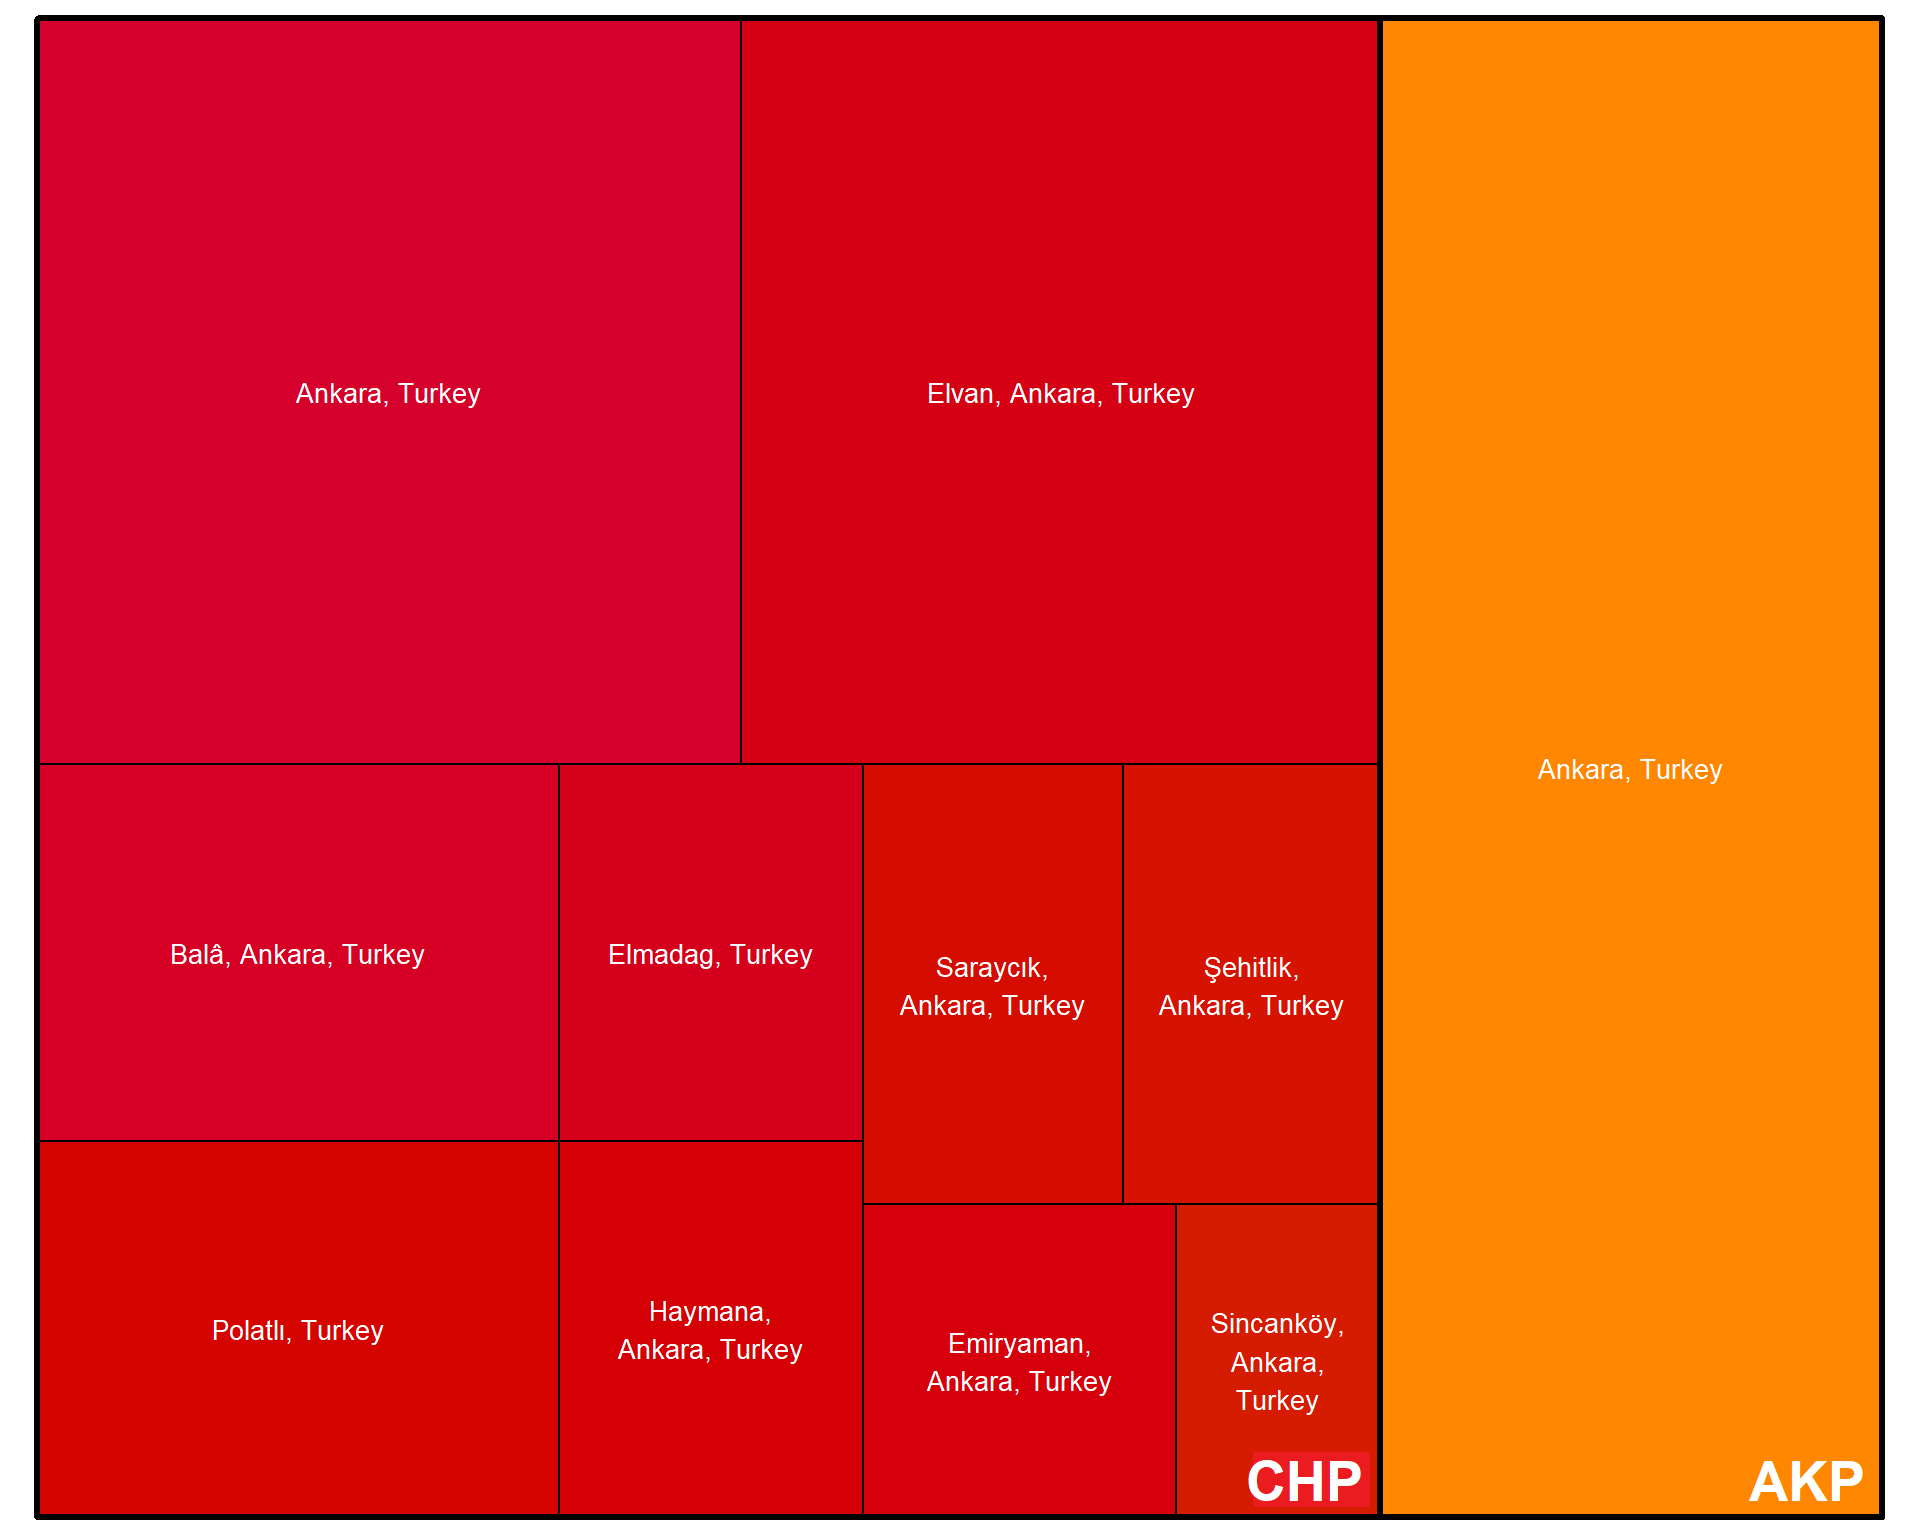 Ankara, Turkey
Elvan, Ankara, Turkey
Ankara, Turkey
Balâ, Ankara, Turkey
Elmadag, Turkey
Saraycık,
Ankara, Turkey
Şehitlik,
Ankara, Turkey
Polatlı, Turkey
Haymana,
Ankara, Turkey
Emiryaman,
Ankara, Turkey
Sincanköy,
Ankara,
Turkey
CHP
AKP